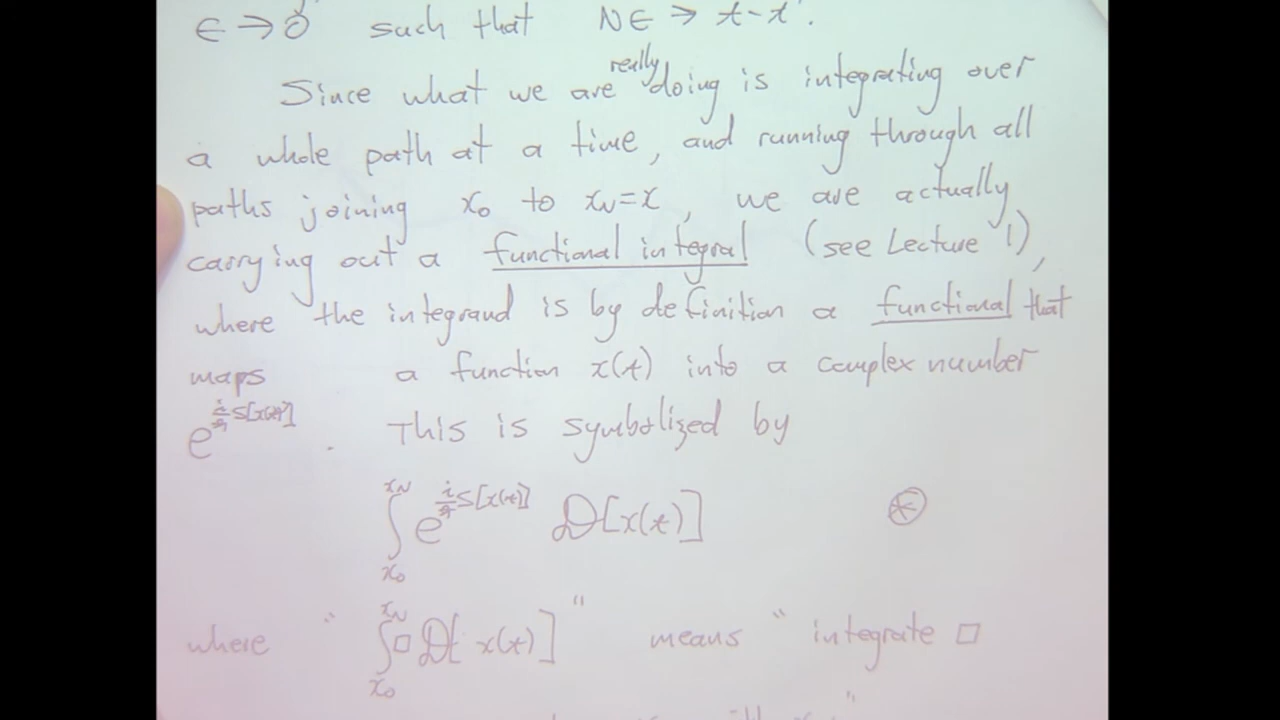 ε → 0 such that Nε → t-t'.
Since what we are really doing is integrating over
a whole path at a time, and running through all
paths joining x₀ to x_N = x, we are actually
carrying out a functional integral (see Lecture 1),
where the integrand is by definition a functional that
maps a function x(t) into a complex number
e^{i/ħ S[x(t)]}. This is symbolized by
∫_{x₀}^{x_N} e^{i/ħ S[x(t)]} 𝒟[x(t)] ⊛
where "∫_{x₀}^{x_N} □ 𝒟[x(t)]" means "integrate □